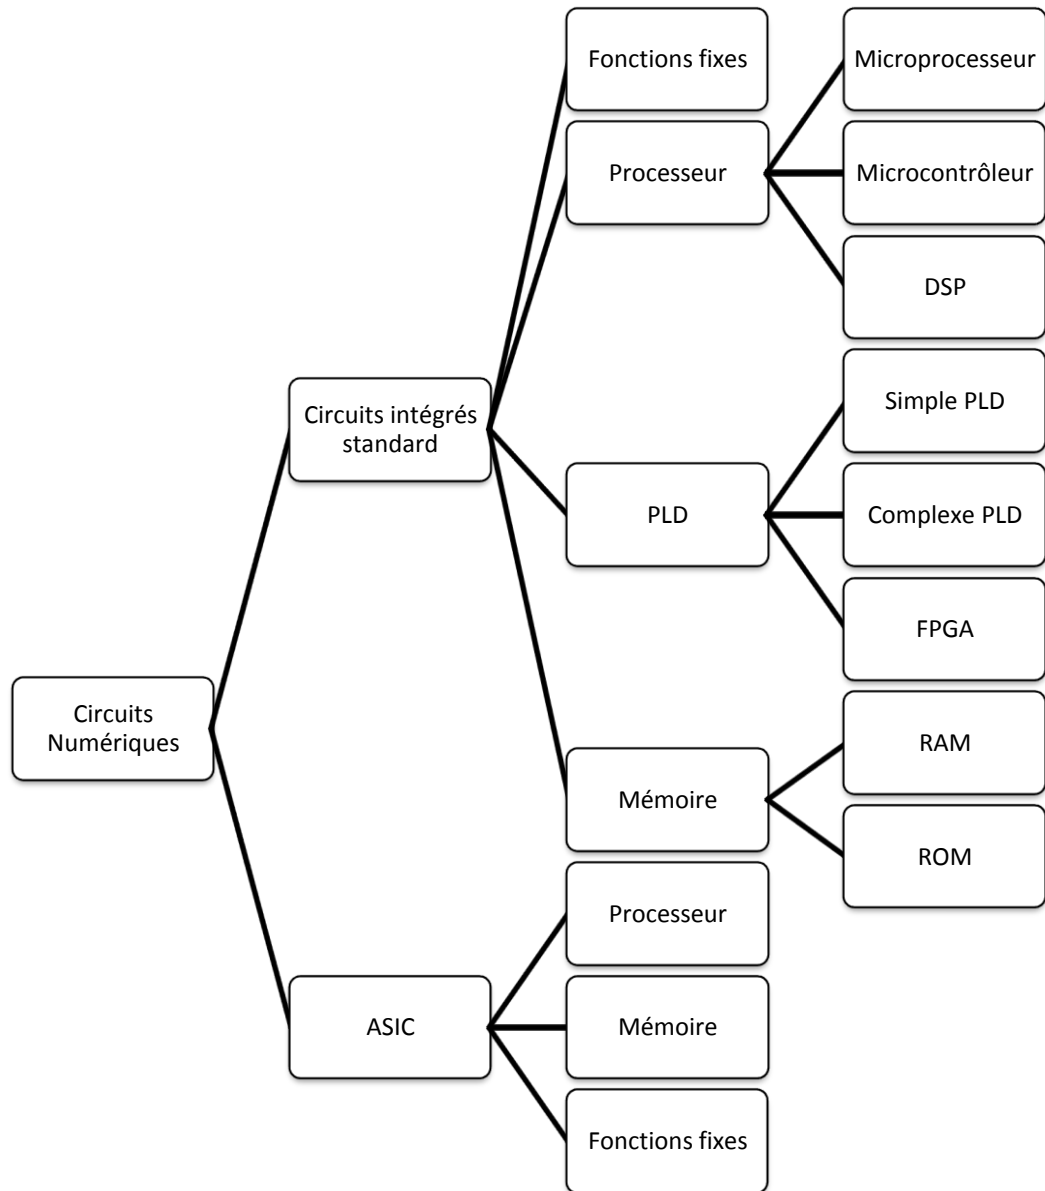 Fonctions fixes
Microprocesseur
Processeur
Microcontrôleur
DSP
Circuits intégrés
standard
Simple PLD
PLD
Complexe PLD
FPGA
Circuits
Numériques
RAM
Mémoire
ROM
Processeur
ASIC
Mémoire
Fonctions fixes